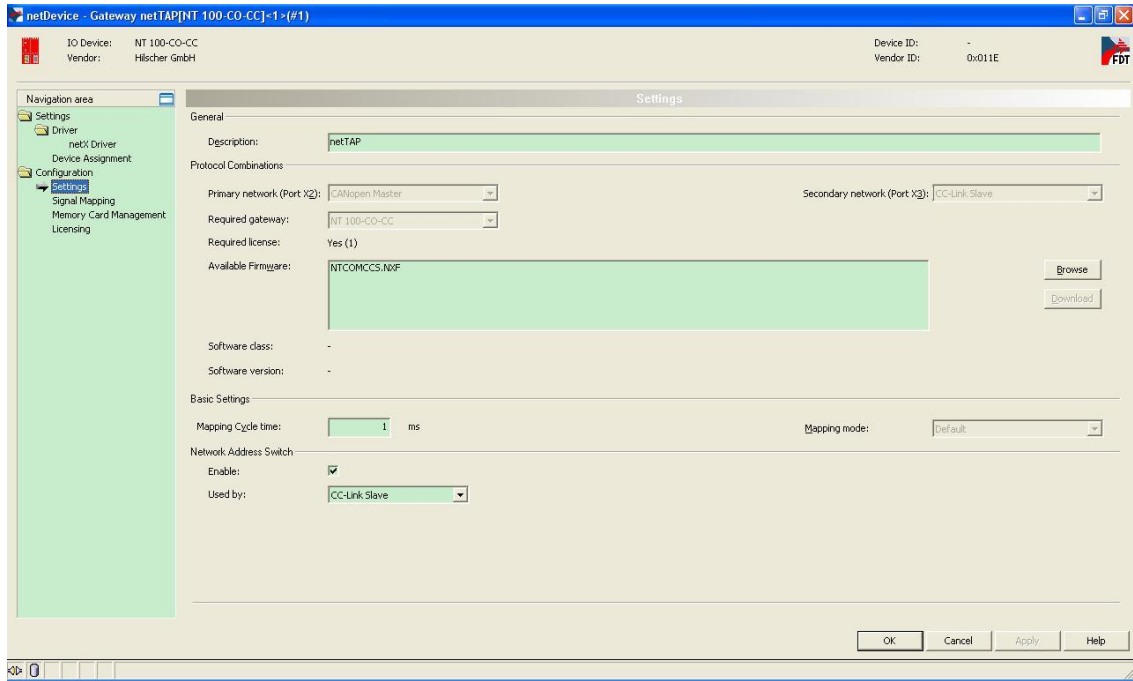 netDevice - Gateway netTAP[NT 100-CO-CC]<1>(#1)
IO Device: NT 100-CO-CC Device ID: -
Vendor: Hilscher GmbH Vendor ID: 0x011E
FDT
Navigation area
Settings
Driver
netX Driver
Device Assignment
Configuration
Settings
Signal Mapping
Memory Card Management
Licensing
Settings
General
Description: netTAP
Protocol Combinations
Primary network (Port X2): CANopen Master Secondary network (Port X3): CC-Link Slave
Required gateway: NT 100-CO-CC
Required license: Yes (1)
Available Firmware: NTCOMCCS.NXF Browse
Download
Software class: -
Software version: -
Basic Settings
Mapping Cycle time: 1 ms Mapping mode: Default
Network Address Switch
Enable:
Used by: CC-Link Slave
OK Cancel Apply Help